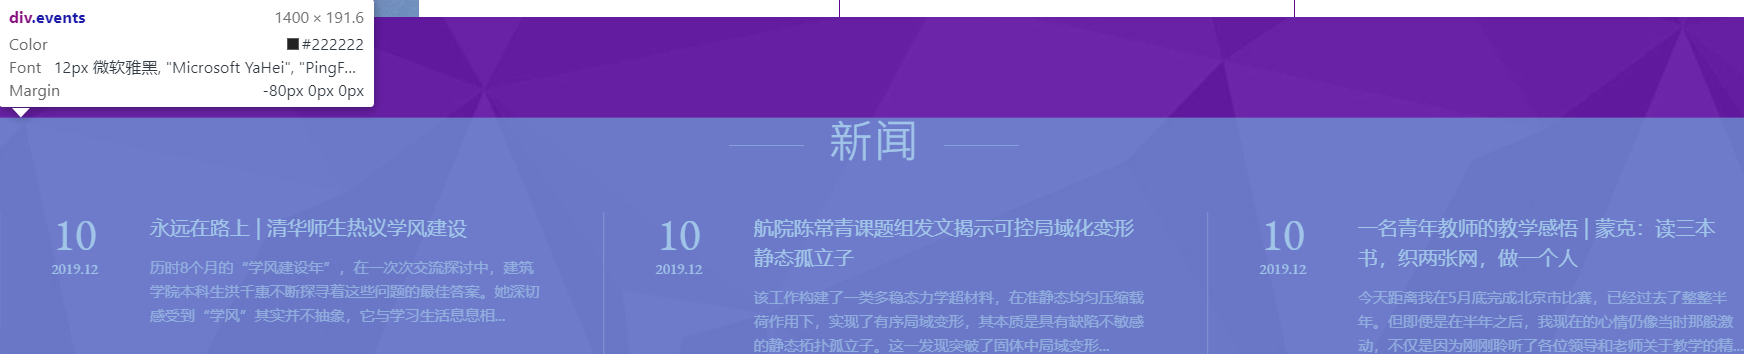 div.events 1400 × 191.6
Color #222222
Font 12px 微软雅黑, "Microsoft YaHei", "PingF...
Margin -80px 0px 0px
新闻
10
2019.12
永远在路上 | 清华师生热议学风建设
历时8个月的“学风建设年”，在一次次交流探讨中，建筑
学院本科生洪千惠不断探寻着这些问题的最佳答案。她深切
感受到“学风”其实并不抽象，它与学习生活息息相...
10
2019.12
航院陈常青课题组发文揭示可控局域化变形
静态孤立子
该工作构建了一类多稳态力学超材料，在准静态均匀压缩载
荷作用下，实现了有序局域变形，其本质是具有缺陷不敏感
的静态拓扑孤立子。这一发现突破了固体中局域变形...
10
2019.12
一名青年教师的教学感悟 | 蒙克：读三本
书，织两张网，做一个人
今天距离我在5月底完成北京市比赛，已经过去了整整半
年。但即便是在半年之后，我现在的心情仍像当时那般激
动，不仅是因为刚刚聆听了各位领导和老师关于教学的精...